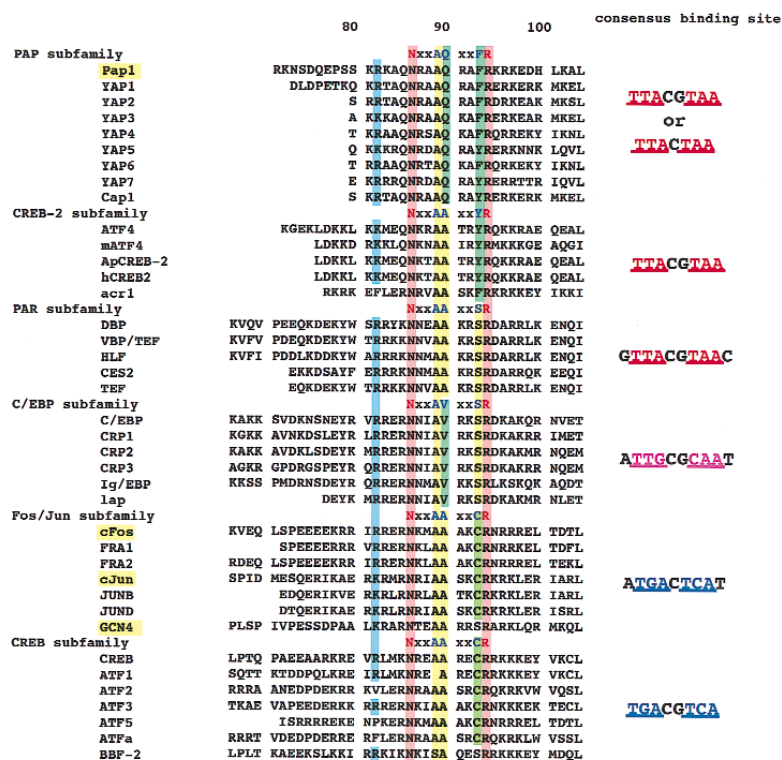 consensus binding site
80 90 100
PAP subfamily NxxAQ xxFR
Pap1 RKNSDQEPSS KRKAQNRAAQ RAFRKRKEDH LKAL
YAP1 DLDPETKQ KRTAQNRAAQ RAFRERKERK MKEL
TTACGTAA
YAP2 S RRTAQNRAAQ RAFRDRKEAK MKSL
YAP3 A KKKAQNRAAQ KAFRERKEAR MKEL
or
YAP4 T KRAAQNRSAQ RAFRQRREKY IKNL
YAP5 Q KKKRQNRDAQ RAYRERKNNK LQVL
TTACTAA
YAP6 T RRAAQNRTAQ KAFRQRKEKY IKNL
YAP7 E KRRRQNRDAQ RAYRERRTTR IQVL
Cap1 S KRTAQNRAAQ RAYRERKERK MKEL
CREB-2 subfamily NxxAA xxYR
ATF4 KGEKLDKKL KKMEQNKRAA TRYRQKKRAE QEAL
mATF4 LDKKD RKKLQNKNAA IRYRMKKKGE AQGI
ApCREB-2 LDKKL KKMEQNKTAA TRYRQKKRAE QEAL
TTACGTAA
hCREB2 LDKKL KKMEQNKTAA TRYRQKKRAE QEAL
acr1 RKRK EFLERNRVAA SKFRKRKKEY IKKI
PAR subfamily NxxAA xxSR
DBP KVQV PEEQKDEKYW SRRYKNNEAA KRSRDARRLK ENQI
VBP/TEF KVFV PDEQKDEKYW TRRKKNNVAA KRSRDARRLK ENQI
HLF KVFI PDDLKDDKYW ARRRKNNMAA KRSRDARRLK ENQI
GTTACGTAAC
CES2 EKKDSAYF ERRRKNNMAA KRSRDARRQK EEQI
TEF EQKDEKYW TRRKKNNVAA KRSRDARRLK ENQI
C/EBP subfamily NxxAV xxSR
C/EBP KAKK SVDKNSNEYR VRRERNNIAV RKSRDKAKQR NVET
CRP1 KGKK AVNKDSLEYR LRRERNNIAV RKSRDKAKRR IMET
CRP2 KAKK AVDKLSDEYK MRRERNNIAV RKSRDKAKMR NQEM
ATTGCGCAAT
CRP3 AGKR GPDRGSPEYR QRRERNNIAV RKSRDKAKRR NQEM
Ig/EBP KKSS PMDRNSDEYR QRRERNNMAV KKSRLKSKQK AQDT
lap DEYK MRRERNNIAV RKSRDKAKMR NLET
Fos/Jun subfamily NxxAA xxCR
cFos KVEQ LSPEEEEKRR IRRERNKMAA AKCRNRRREL TDTL
FRA1 SPEEEERR VRRERNKLAA AKCRNRRKEL TDFL
FRA2 RDEQ LSPEEEEKRR IRRERNKLAA AKCRNRRREL TEKL
ATGACTCAT
cJun SPID MESQERIKAE RKRMRNRIAA SKCRKRKLER IARL
JUNB EDQERIKVE RKRLRNRLAA TKCRKRKLER IARL
JUND DTQERIKAE RKRLRNRIAA SKCRKRKLER ISRL
GCN4 PLSP IVPESSDPAA LKRARNTEAA RRSRARKLQR MKQL
CREB subfamily NxxAA xxCR
CREB LPTQ PAEEAARKRE VRLMKNREAA RECRRKKKEY VKCL
ATF1 SQTT KTDDPQLKRE IRLMKNRE A RECRRKKKEY VKCL
ATF2 RRRA ANEDPDEKRR KVLERNRAAA SRCRQKRKVW VQSL
ATF3 TKAE VAPEEDERKK RRRERNKIAA AKCRNKKKEK TECL
TGACGTCA
ATF5 ISRRRREKE NPKERNKMAA AKCRNRRREL TDTL
ATFa RRRT VDEDPDERRE RFLERNRAAA SRCRQKRKLW VSSL
BBF-2 LPLT KAEEKSLKKI RRKIKNKISA QESRRKKKEY MDQL